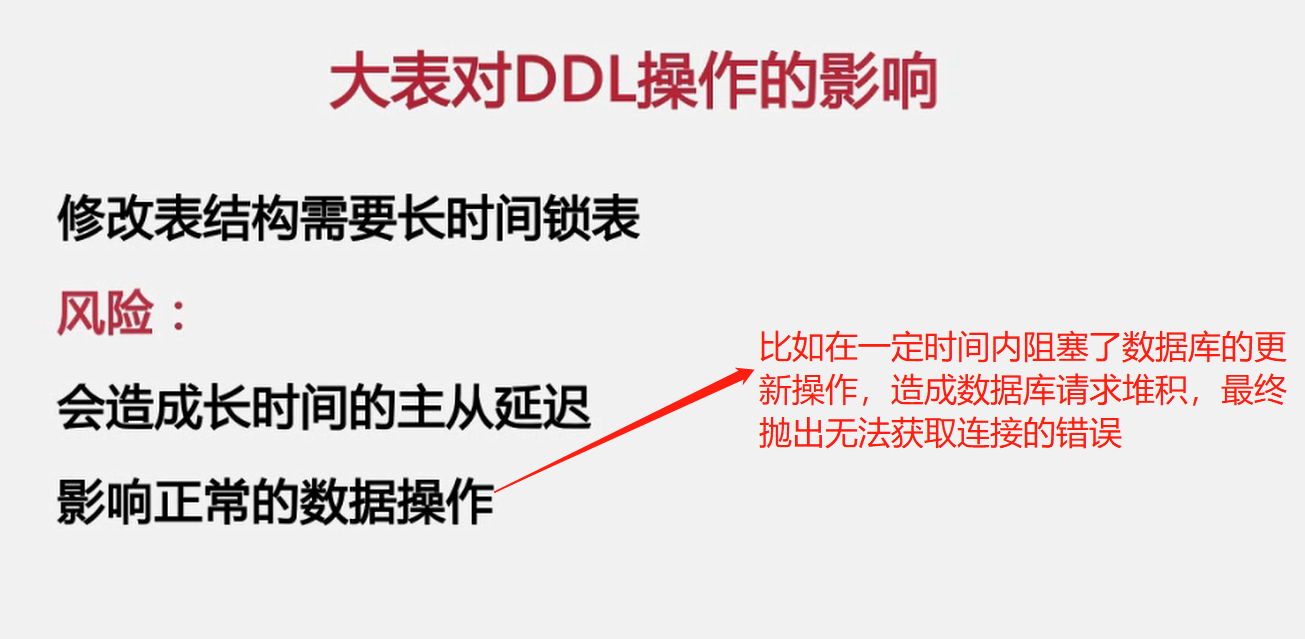 大表对DDL操作的影响
修改表结构需要长时间锁表
风险：
会造成长时间的主从延迟
影响正常的数据操作
比如在一定时间内阻塞了数据库的更
新操作，造成数据库请求堆积，最终
抛出无法获取连接的错误